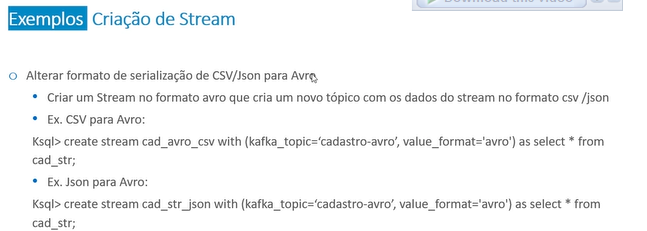 Download this video
Exemplos Criação de Stream
Alterar formato de serialização de CSV/Json para Avro
Criar um Stream no formato avro que cria um novo tópico com os dados do stream no formato csv /json
Ex. CSV para Avro:
Ksql> create stream cad_avro_csv with (kafka_topic=‘cadastro-avro’, value_format='avro') as select * from
cad_str;
Ex. Json para Avro:
Ksql> create stream cad_str_json with (kafka_topic=‘cadastro-avro’, value_format='avro') as select * from
cad_str;